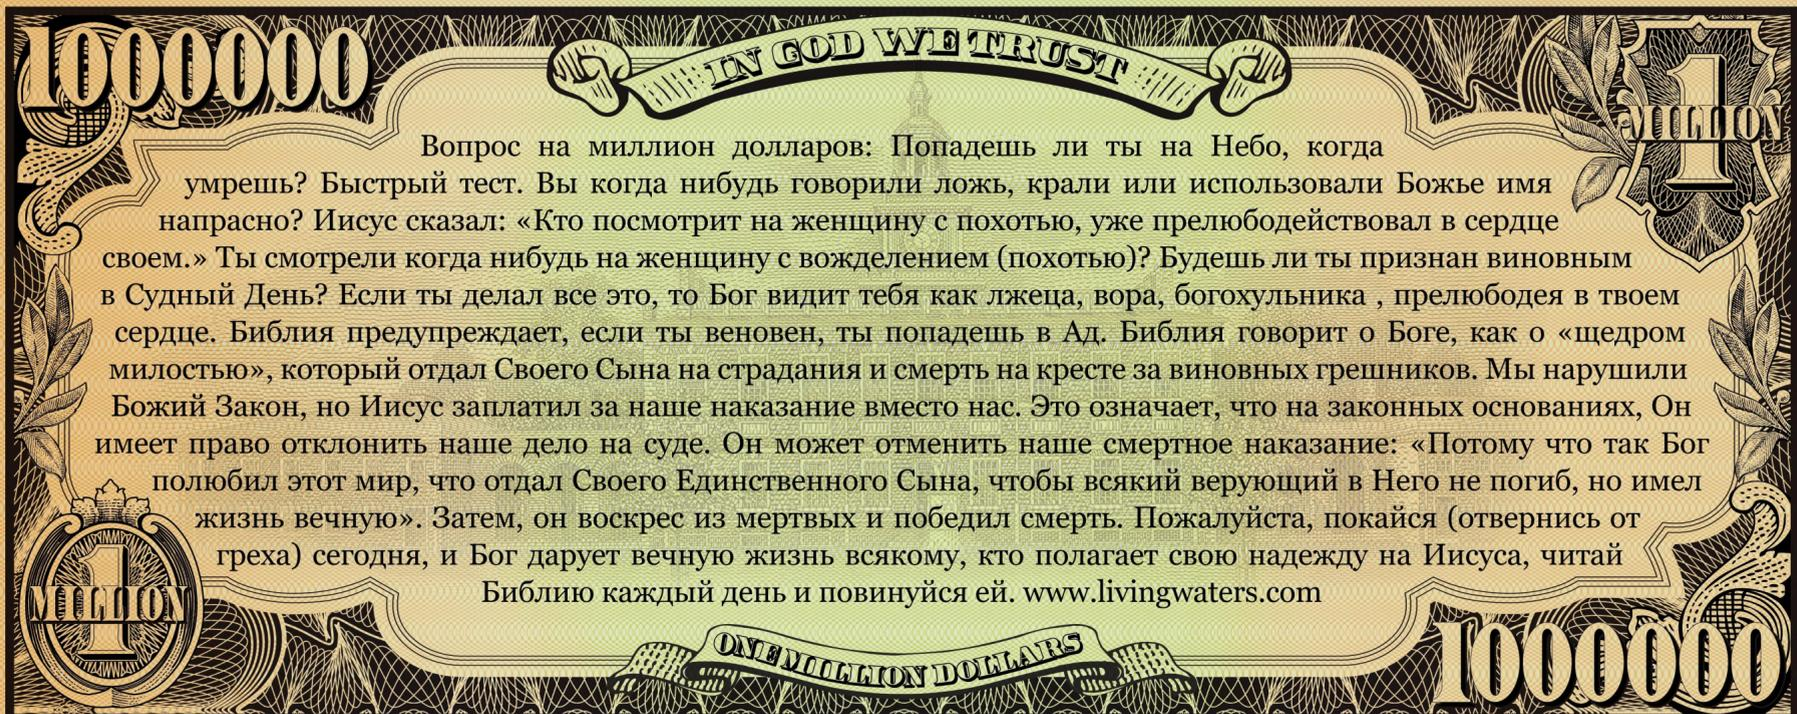 1000000
IN GOD WE TRUST
1
MILLION
Вопрос на миллион долларов: Попадешь ли ты на Небо, когда
умрешь? Быстрый тест. Вы когда нибудь говорили ложь, крали или использовали Божье имя
напрасно? Иисус сказал: «Кто посмотрит на женщину с похотью, уже прелюбодействовал в сердце
своем.» Ты смотрели когда нибудь на женщину с вожделением (похотью)? Будешь ли ты признан виновным
в Судный День? Если ты делал все это, то Бог видит тебя как лжеца, вора, богохульника , прелюбодея в твоем
сердце. Библия предупреждает, если ты веновен, ты попадешь в Ад. Библия говорит о Боге, как о «щедром
милостью», который отдал Своего Сына на страдания и смерть на кресте за виновных грешников. Мы нарушили
Божий Закон, но Иисус заплатил за наше наказание вместо нас. Это означает, что на законных основаниях, Он
имеет право отклонить наше дело на суде. Он может отменить наше смертное наказание: «Потому что так Бог
полюбил этот мир, что отдал Своего Единственного Сына, чтобы всякий верующий в Него не погиб, но имел
жизнь вечную». Затем, он воскрес из мертвых и победил смерть. Пожалуйста, покайся (отвернись от
греха) сегодня, и Бог дарует вечную жизнь всякому, кто полагает свою надежду на Иисуса, читай
Библию каждый день и повинуйся ей. www.livingwaters.com
1
MILLION
ONE MILLION DOLLARS
1000000